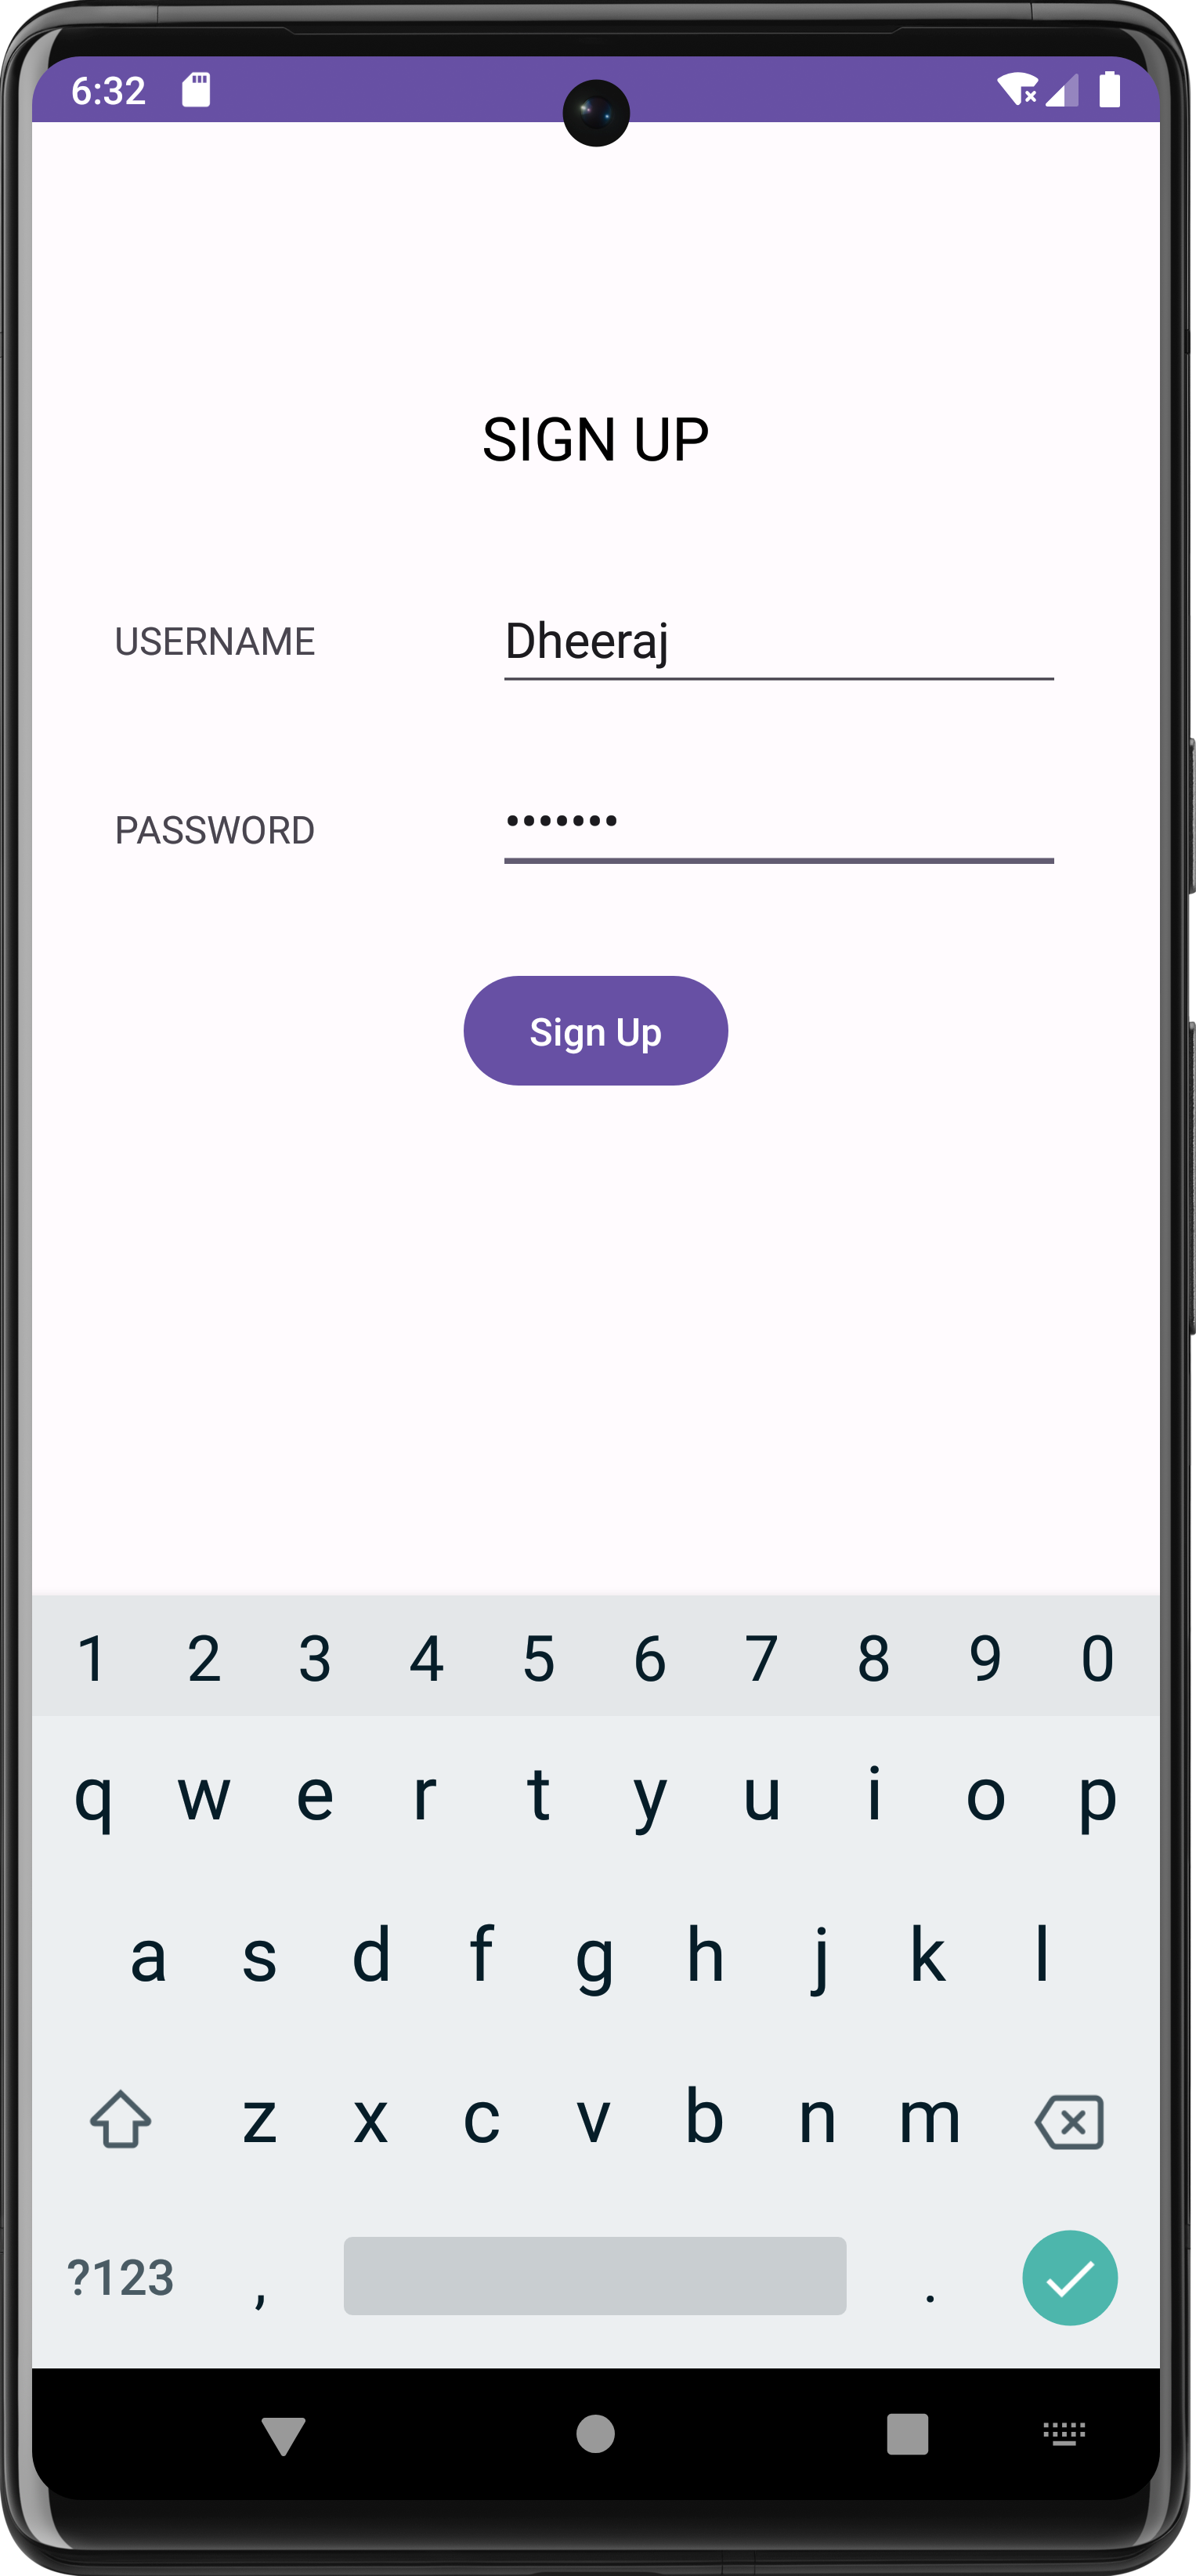 6:32
SIGN UP
USERNAME Dheeraj
PASSWORD •••••••
Sign Up
1 2 3 4 5 6 7 8 9 0
q w e r t y u i o p
a s d f g h j k l
z x c v b n m
?123 , .